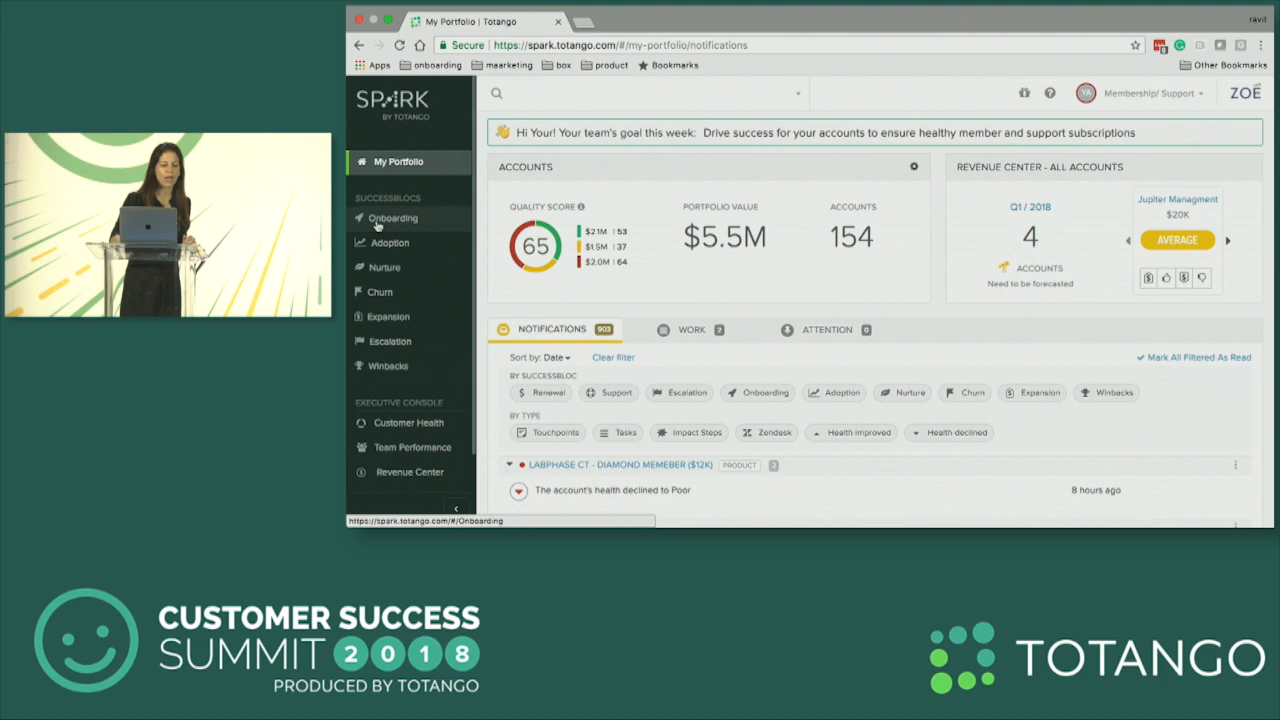 My Portfolio | Totango
ravit
Secure https://spark.totango.com/#/my-portfolio/notifications
Apps onboarding maarketing box product Bookmarks Other Bookmarks
SPARK
BY TOTANGO
Membership/ Support
ZOE
Hi Your! Your team's goal this week: Drive success for your accounts to ensure healthy member and support subscriptions
My Portfolio
SUCCESSBLOCS
Onboarding
Adoption
Nurture
Churn
Expansion
Escalation
Winbacks
EXECUTIVE CONSOLE
Customer Health
Team Performance
Revenue Center
https://spark.totango.com/#/Onboarding
ACCOUNTS
QUALITY SCORE
65
$2.1M | 53
$1.5M | 37
$2.0M | 64
PORTFOLIO VALUE
$5.5M
ACCOUNTS
154
REVENUE CENTER - ALL ACCOUNTS
Q1 / 2018
4
ACCOUNTS
Need to be forecasted
Jupiter Managment
$20K
AVERAGE
NOTIFICATIONS 903
WORK 2
ATTENTION 0
Sort by: Date
Clear filter
Mark All Filtered As Read
BY SUCCESSBLOC
Renewal Support Escalation Onboarding Adoption Nurture Churn Expansion Winbacks
BY TYPE
Touchpoints Tasks Impact Steps Zendesk Health Improved Health declined
LABPHASE CT - DIAMOND MEMEBER ($12K) PRODUCT 2
The account's health declined to Poor
8 hours ago
CUSTOMER SUCCESS
SUMMIT 2018
PRODUCED BY TOTANGO
TOTANGO